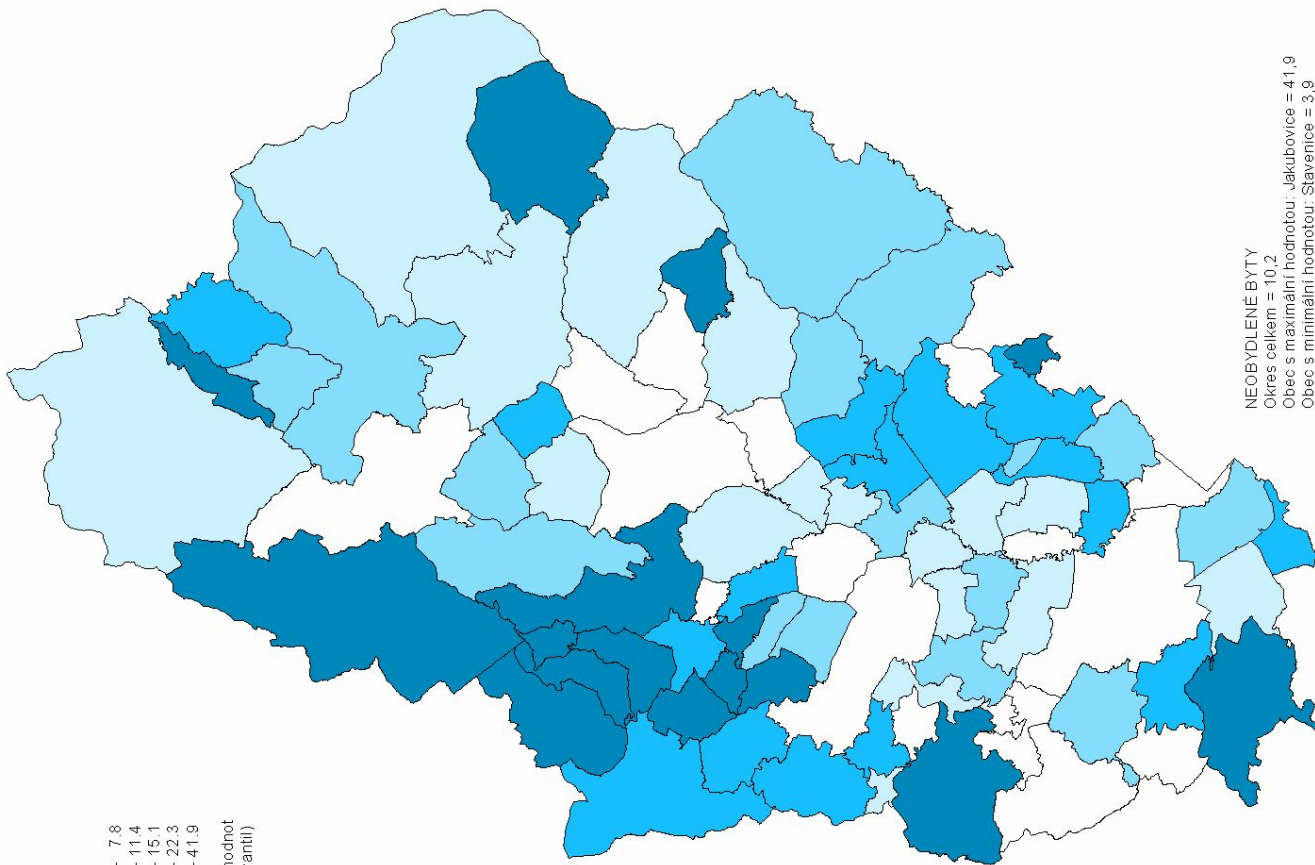 - 7.8
- 11.4
- 15.1
- 22.3
- 41.9
hodnot
NEOBYDLENÉ BYTY
Okres celkem = 10,2
Obec s maximální hodnotou: Jakubovice = 41,9
Obec s minimální hodnotou: Stavenice = 3,9